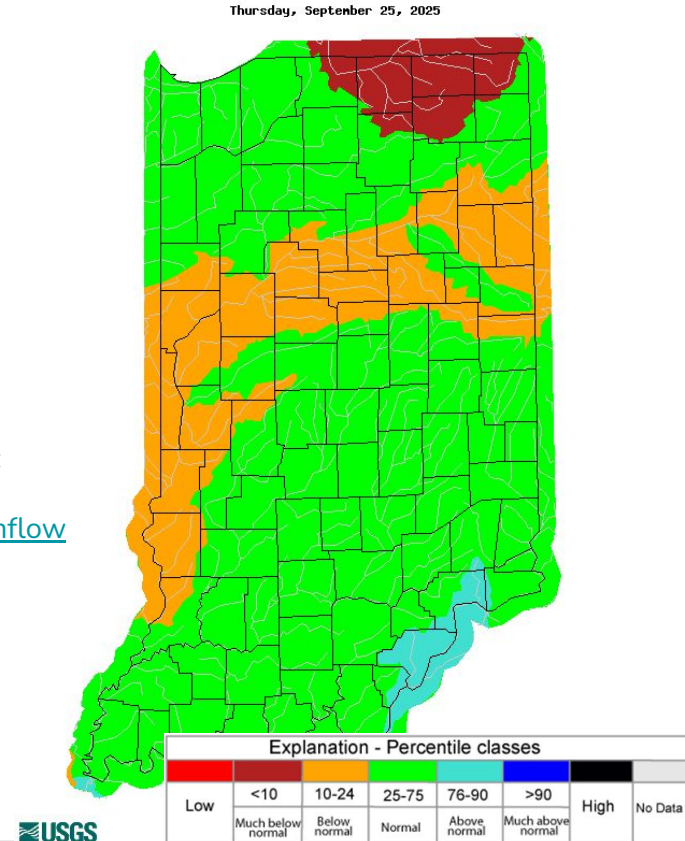 Thursday, September 25, 2025
nflow
Explanation - Percentile classes
Low
<10
10-24
25-75
76-90
>90
High
No Data
Much below
normal
Below
normal
Normal
Above
normal
Much above
normal
USGS